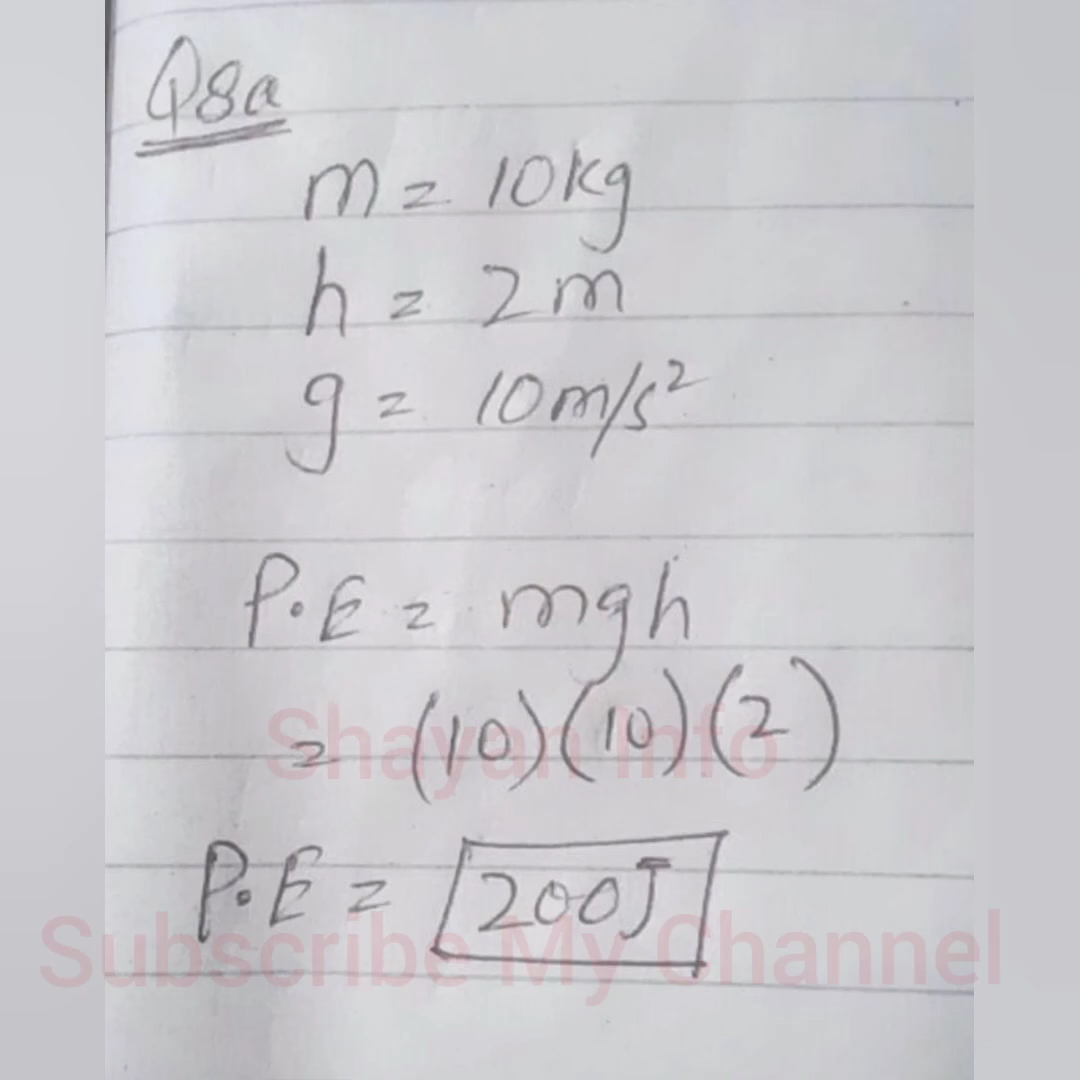 Q8a
m = 10kg
h = 2m
g = 10m/s²
P.E = mgh
= (10)(10)(2)
Shayan Info
P.E = 200J
Subscribe My Channel